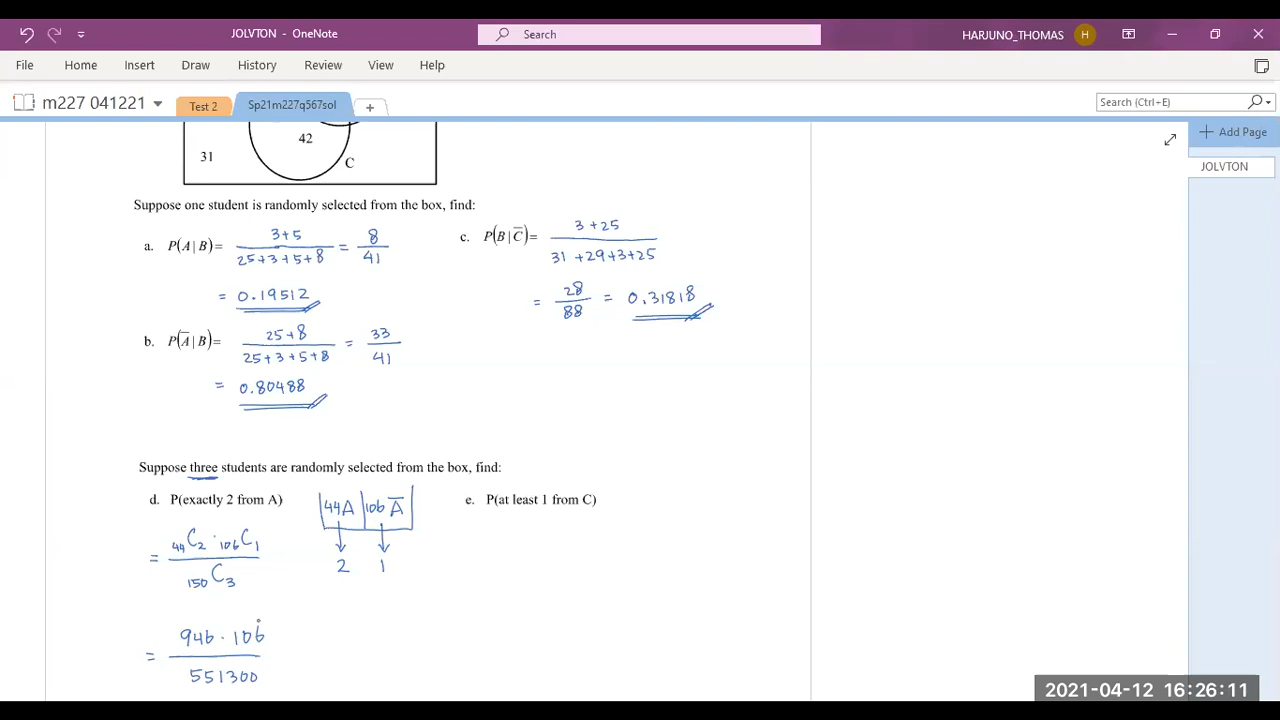 JOLVTON - OneNote
Search
HARJUNO_THOMAS
H
File Home Insert Draw History Review View Help
m227 041221
Test 2
Sp21m227q567sol
+
Search (Ctrl+E)
+ Add Page
JOLVTON
42
31
C
Suppose one student is randomly selected from the box, find:
a. P(A | B) = 3+5 / 25+3+5+8 = 8 / 41
= 0.19512
b. P(A̅ | B) = 25+8 / 25+3+5+8 = 33 / 41
= 0.80488
c. P(B | C̅) = 3+25 / 31+29+3+25
= 28 / 88 = 0.31818
Suppose three students are randomly selected from the box, find:
d. P(exactly 2 from A)
44A | 106 A̅
2 1
= 44C2 · 106C1 / 150C3
= 946 · 106 / 551300
e. P(at least 1 from C)
2021-04-12 16:26:11